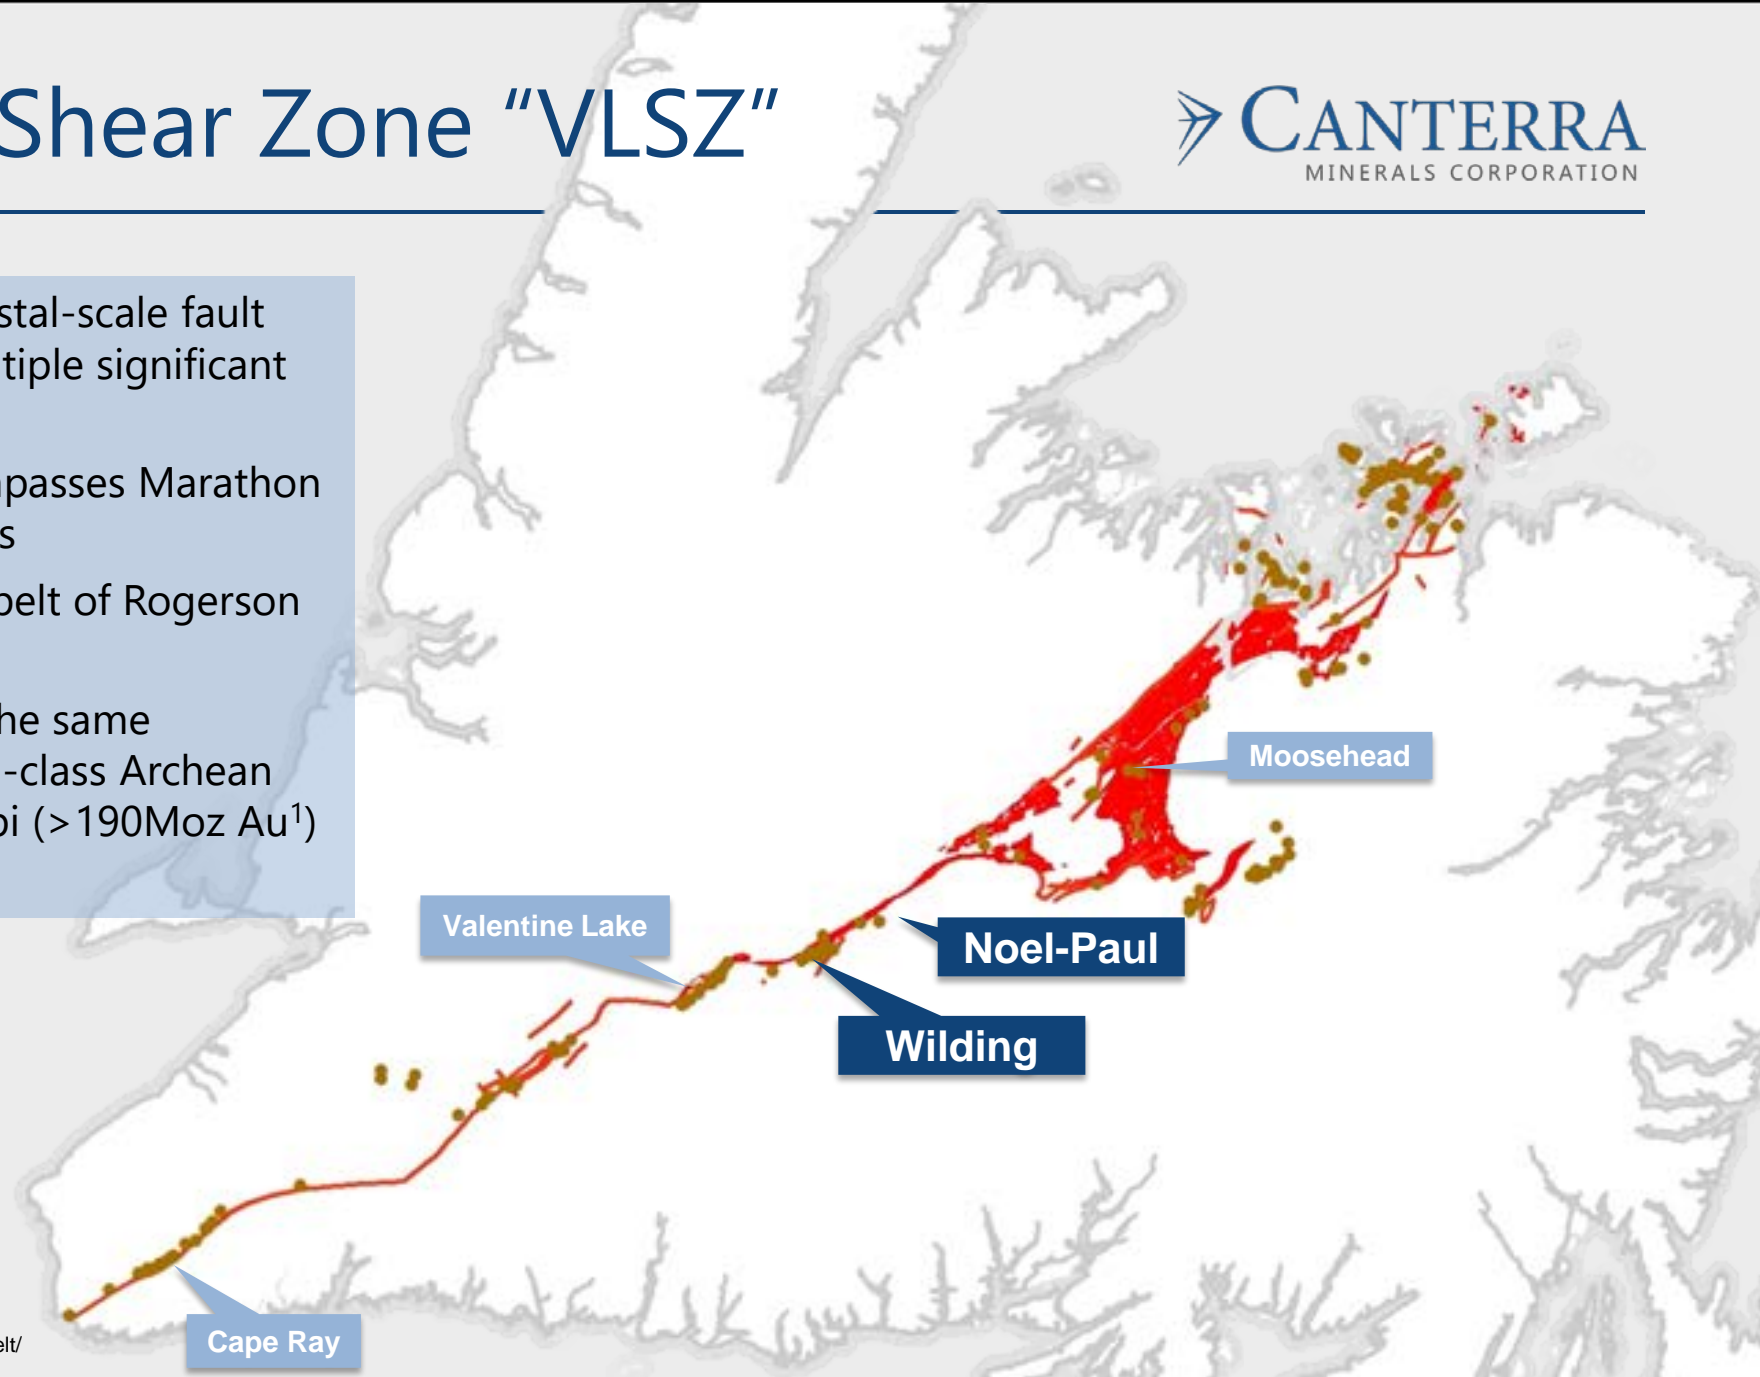 Shear Zone “VLSZ”
CANTERRA
MINERALS CORPORATION
stal-scale fault
tiple significant
passes Marathon
s
belt of Rogerson
he same
-class Archean
bi (>190Moz Au¹)
Moosehead
Valentine Lake
Noel-Paul
Wilding
Cape Ray
elt/